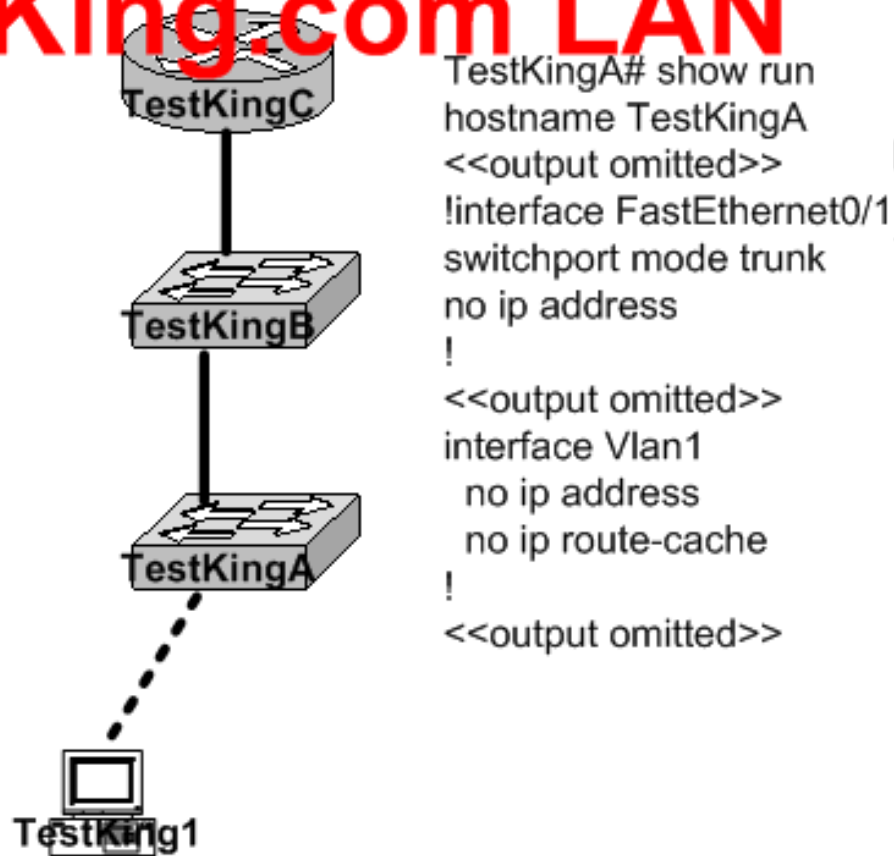 King.com LAN
TestKingC
TestKingB
TestKingA
TestKing1
TestKingA# show run
hostname TestKingA
<<output omitted>>
!interface FastEthernet0/1
switchport mode trunk
no ip address
!
<<output omitted>>
interface Vlan1
no ip address
no ip route-cache
!
<<output omitted>>